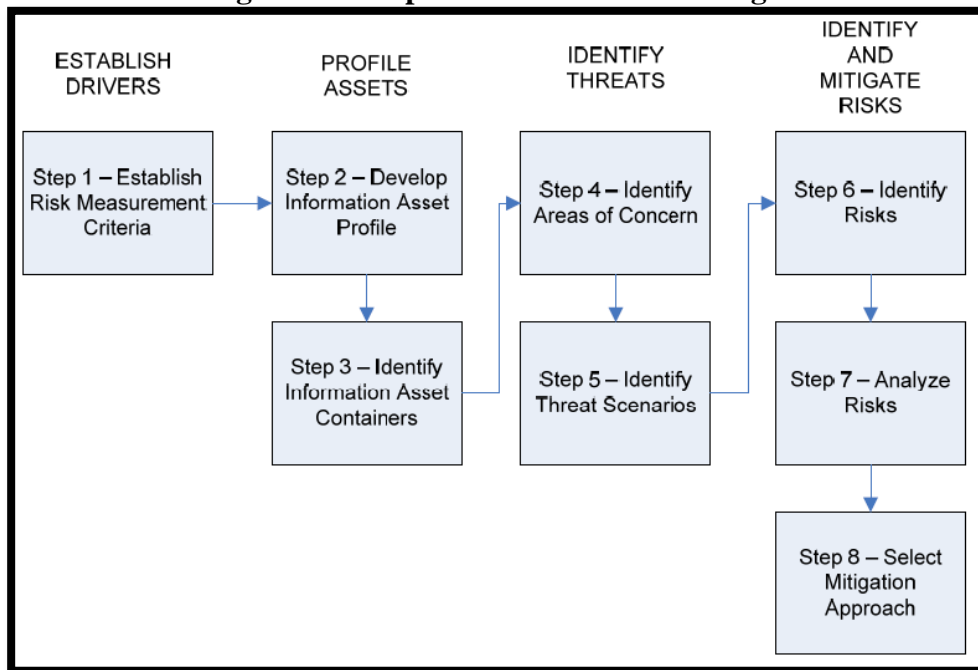 ESTABLISH
DRIVERS
PROFILE
ASSETS
IDENTIFY
THREATS
IDENTIFY
AND
MITIGATE
RISKS
Step 1 – Establish
Risk Measurement
Criteria
Step 2 – Develop
Information Asset
Profile
Step 3 – Identify
Information Asset
Containers
Step 4 – Identify
Areas of Concern
Step 5 – Identify
Threat Scenarios
Step 6 – Identify
Risks
Step 7 – Analyze
Risks
Step 8 – Select
Mitigation
Approach